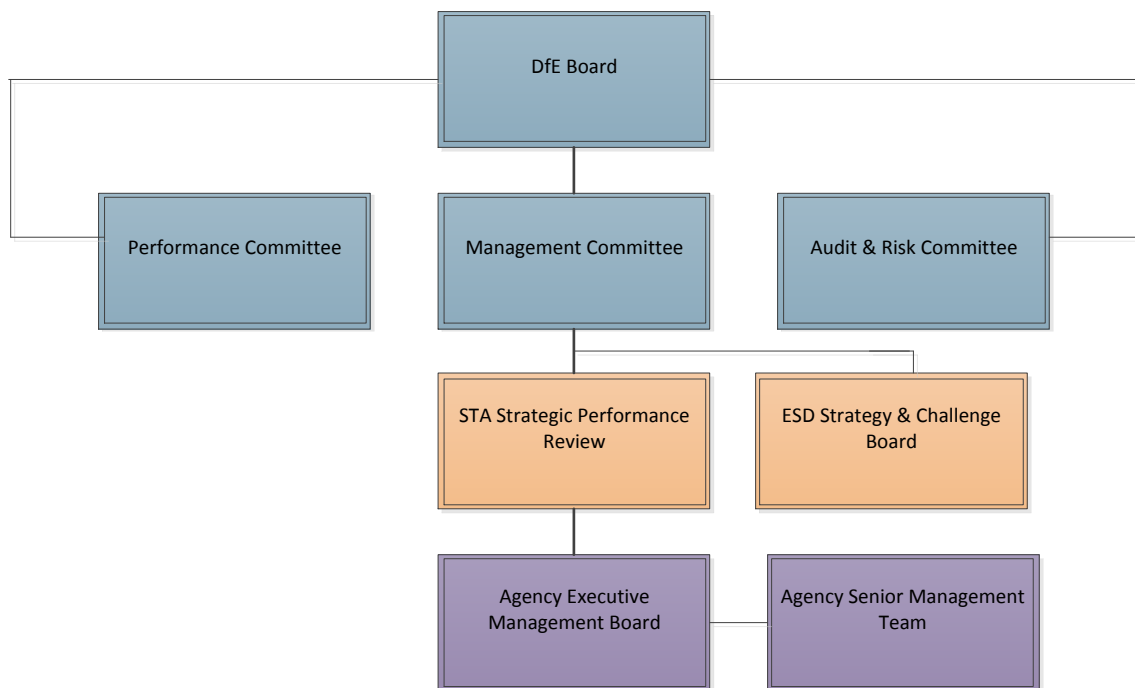 DfE Board
Performance Committee
Management Committee
Audit & Risk Committee
STA Strategic Performance
Review
ESD Strategy & Challenge
Board
Agency Executive
Management Board
Agency Senior Management
Team